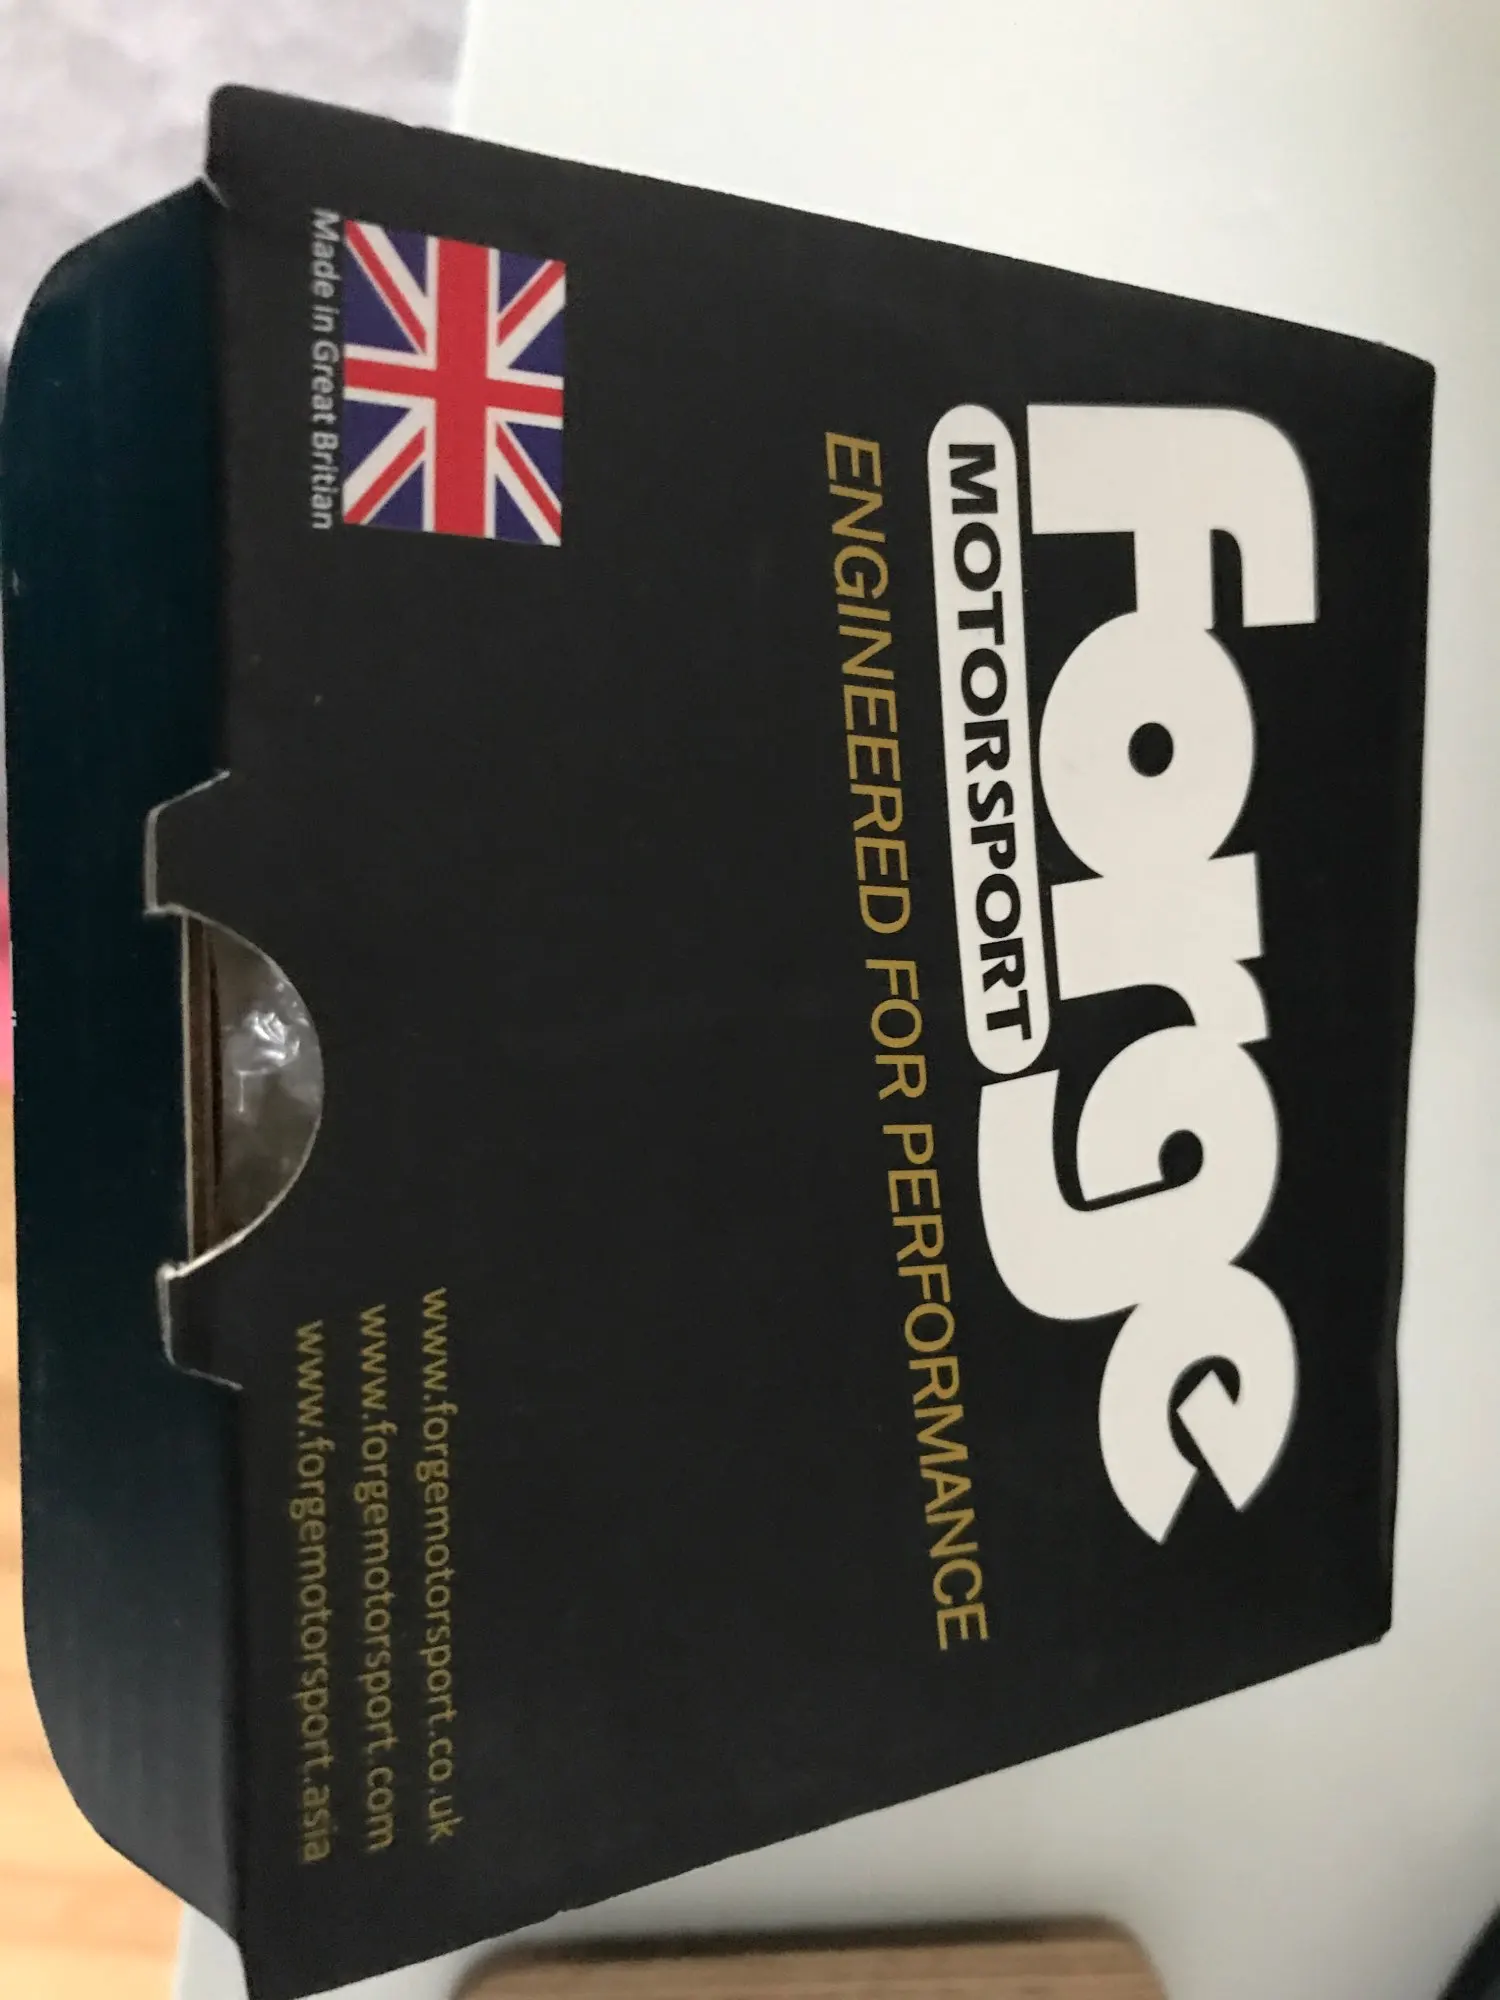 forge
MOTORSPORT
ENGINEERED FOR PERFORMANCE
Made in Great Britian
www.forgemotorsport.co.uk
www.forgemotorsport.com
www.forgemotorsport.asia